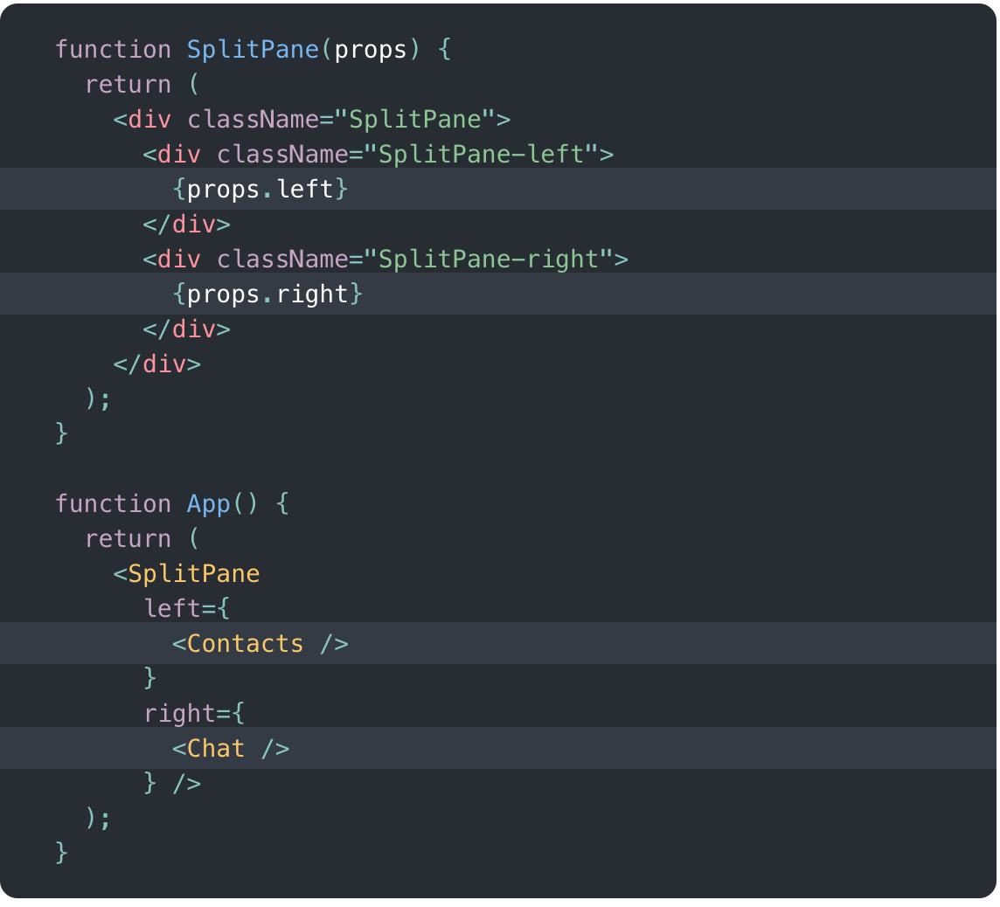 function SplitPane(props) {
  return (
    <div className="SplitPane">
      <div className="SplitPane-left">
        {props.left}
      </div>
      <div className="SplitPane-right">
        {props.right}
      </div>
    </div>
  );
}

function App() {
  return (
    <SplitPane
      left={
        <Contacts />
      }
      right={
        <Chat />
      } />
  );
}